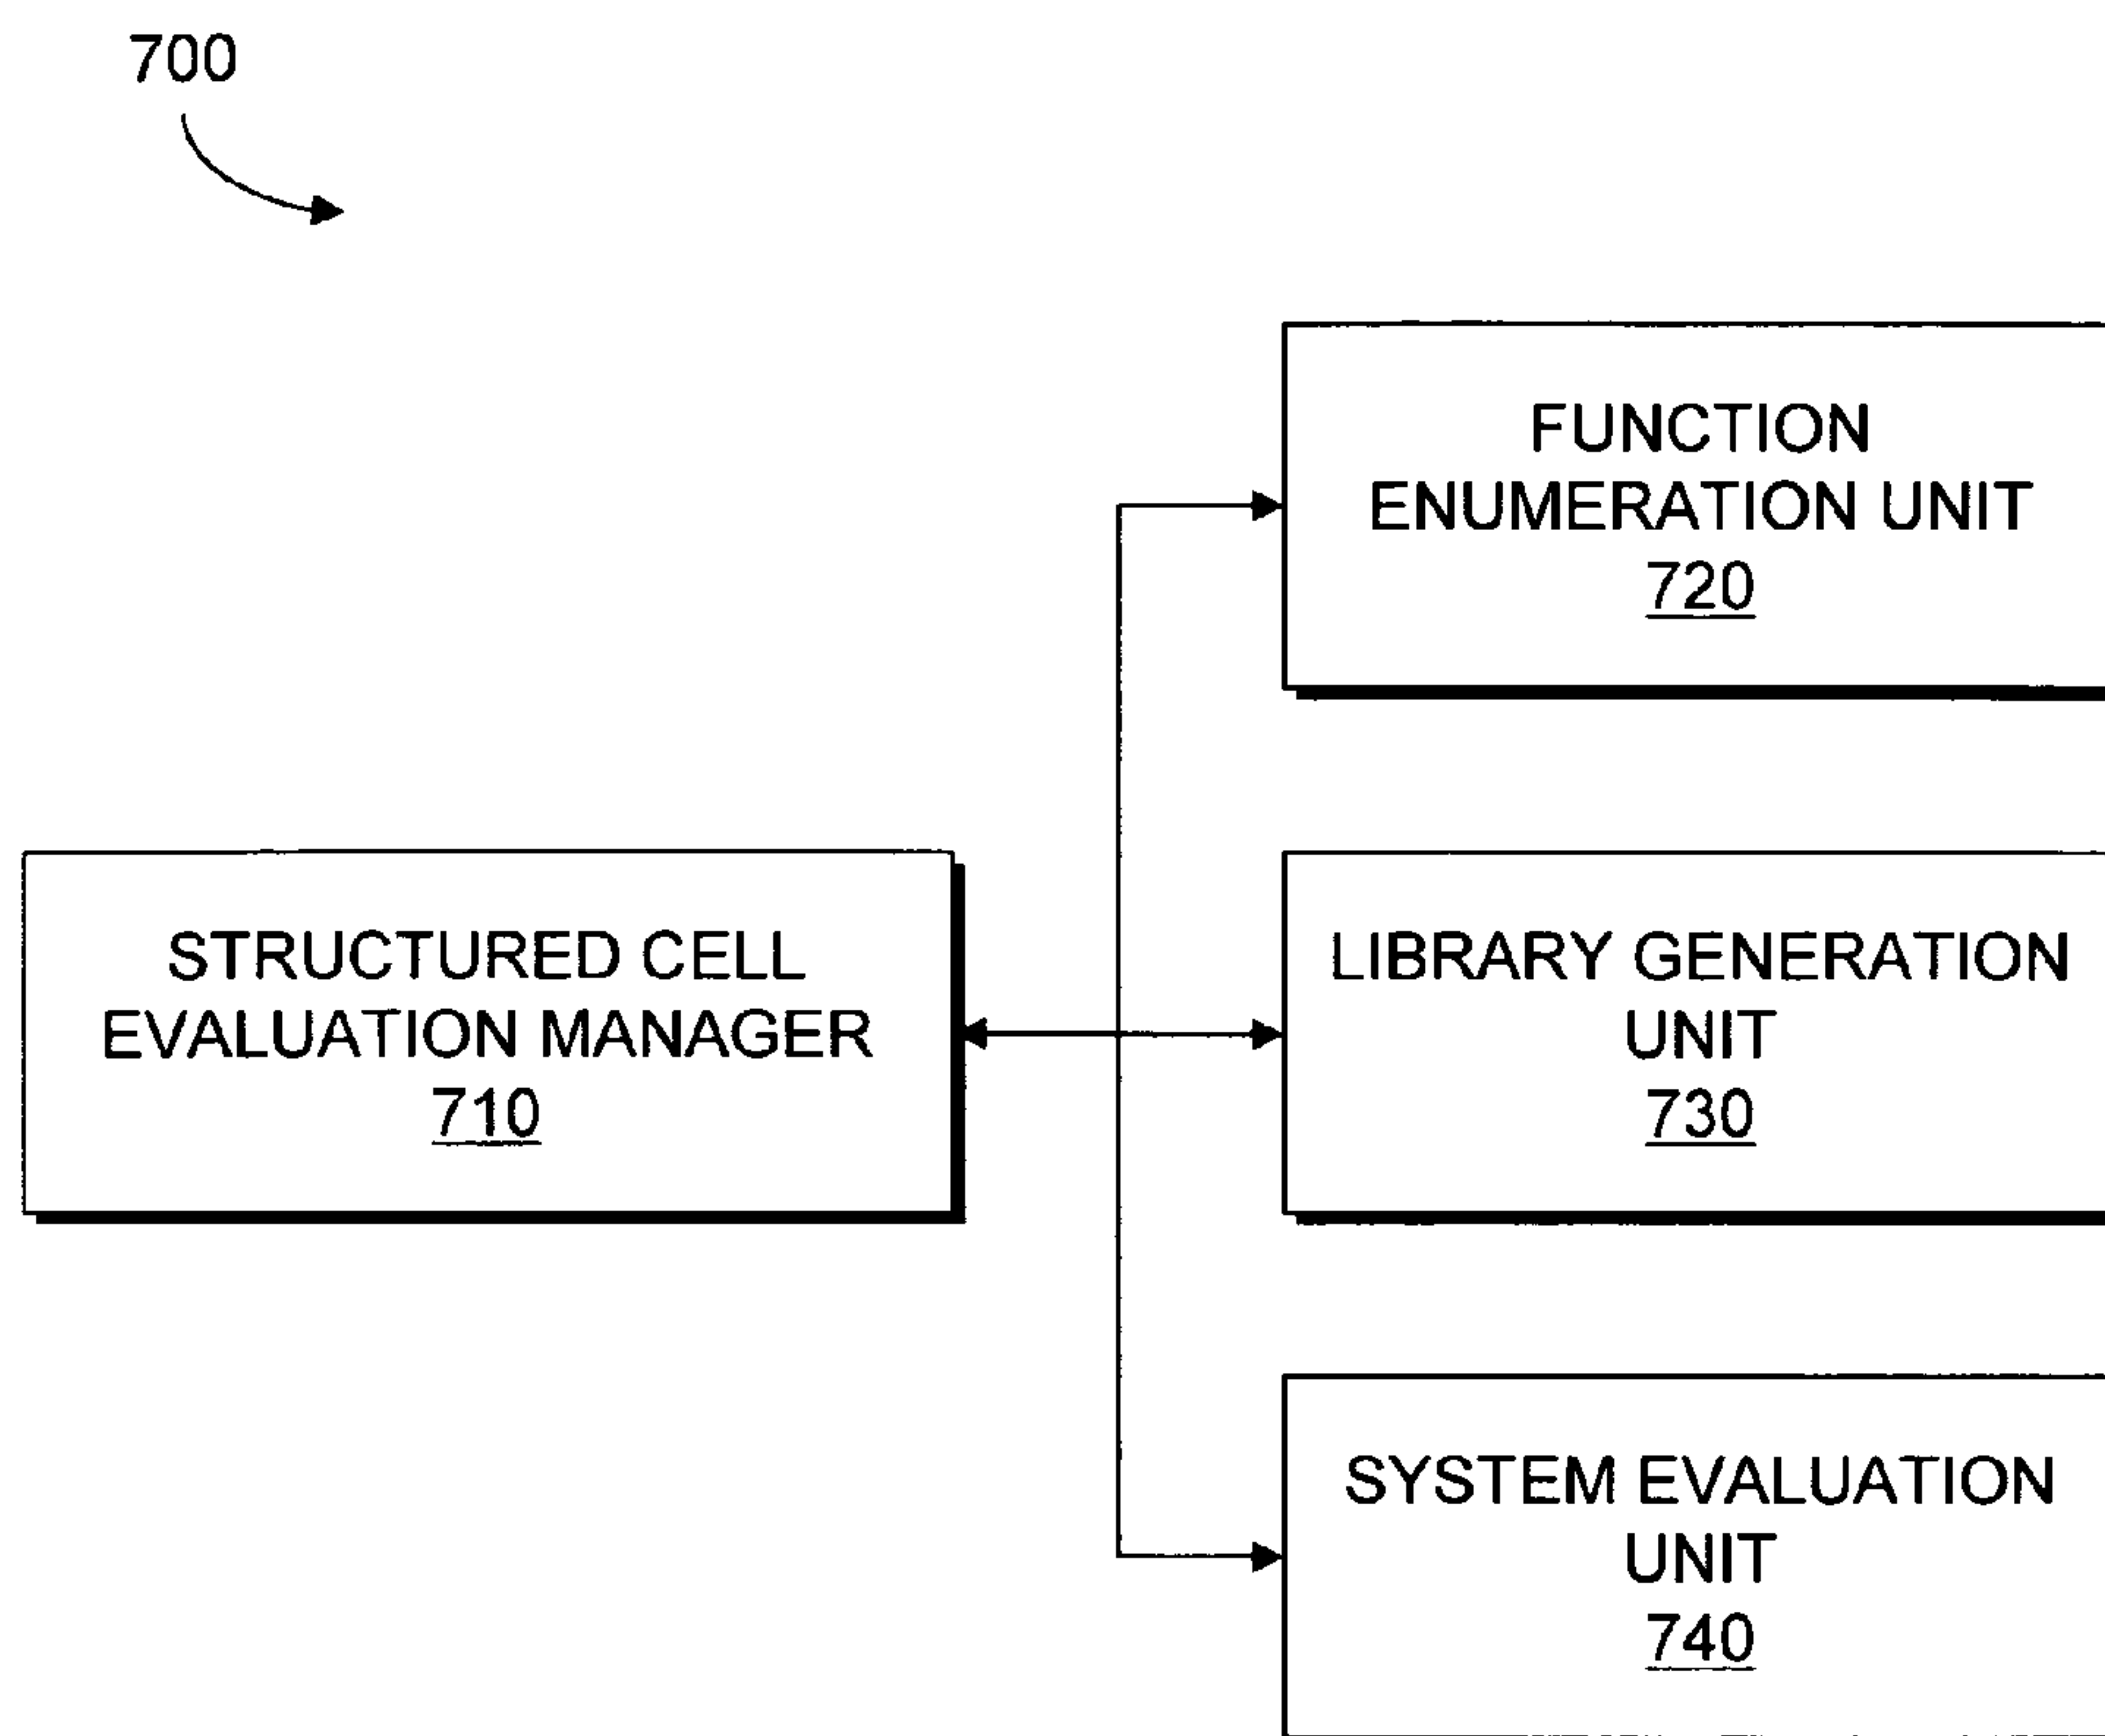 700
FUNCTION
ENUMERATION UNIT
720
STRUCTURED CELL
EVALUATION MANAGER
710
LIBRARY GENERATION
UNIT
730
SYSTEM EVALUATION
UNIT
740